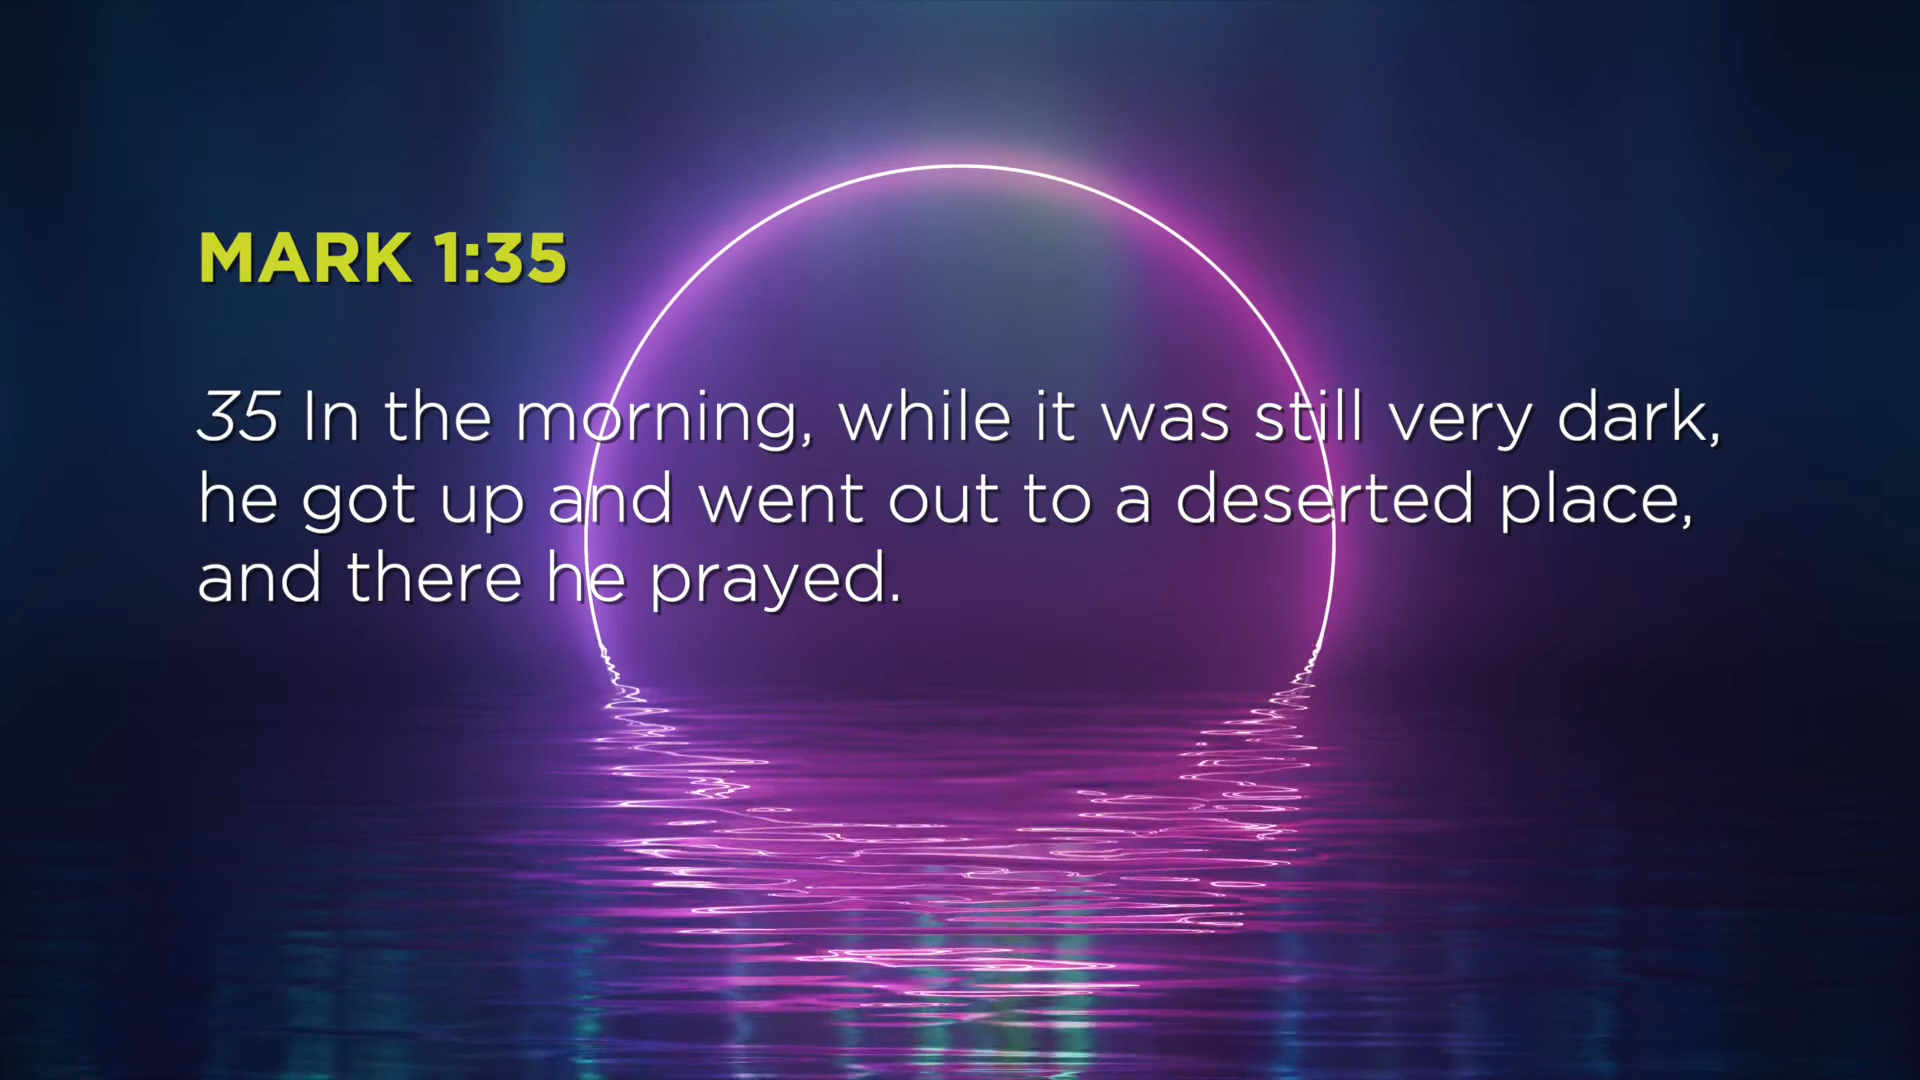 MARK 1:35
35 In the morning, while it was still very dark,
he got up and went out to a deserted place,
and there he prayed.